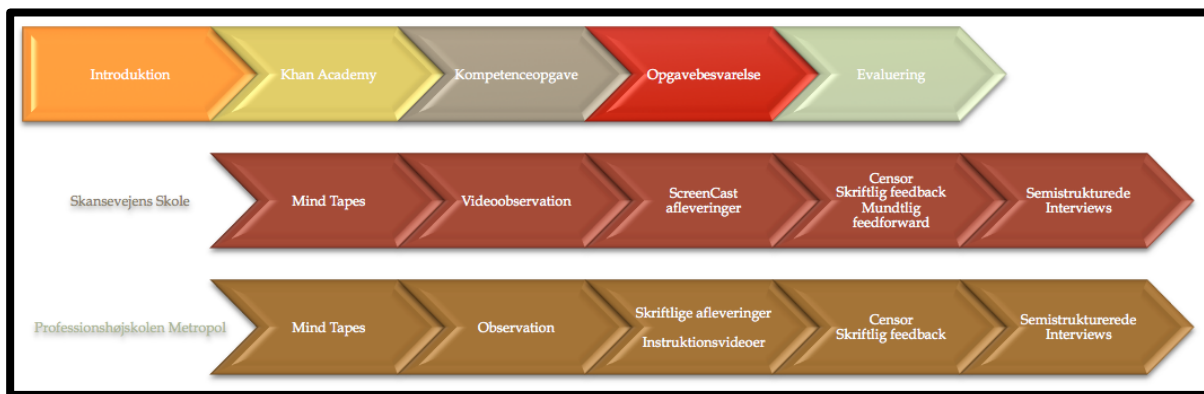 Introduktion
Khan Academy
Kompetenceopgave
Opgavebesvarelse
Evaluering
Skansevejens Skole
Mind Tapes
Videoobservation
ScreenCast
afleveringer
Censor
Skriftlig feedback
Mundtlig
feedforward
Semistrukturede
Interviews
Professionshøjskolen Metropol
Mind Tapes
Observation
Skriftlige afleveringer
Instruktionsvideoer
Censor
Skriftlig feedback
Semistrukturerede
Interviews